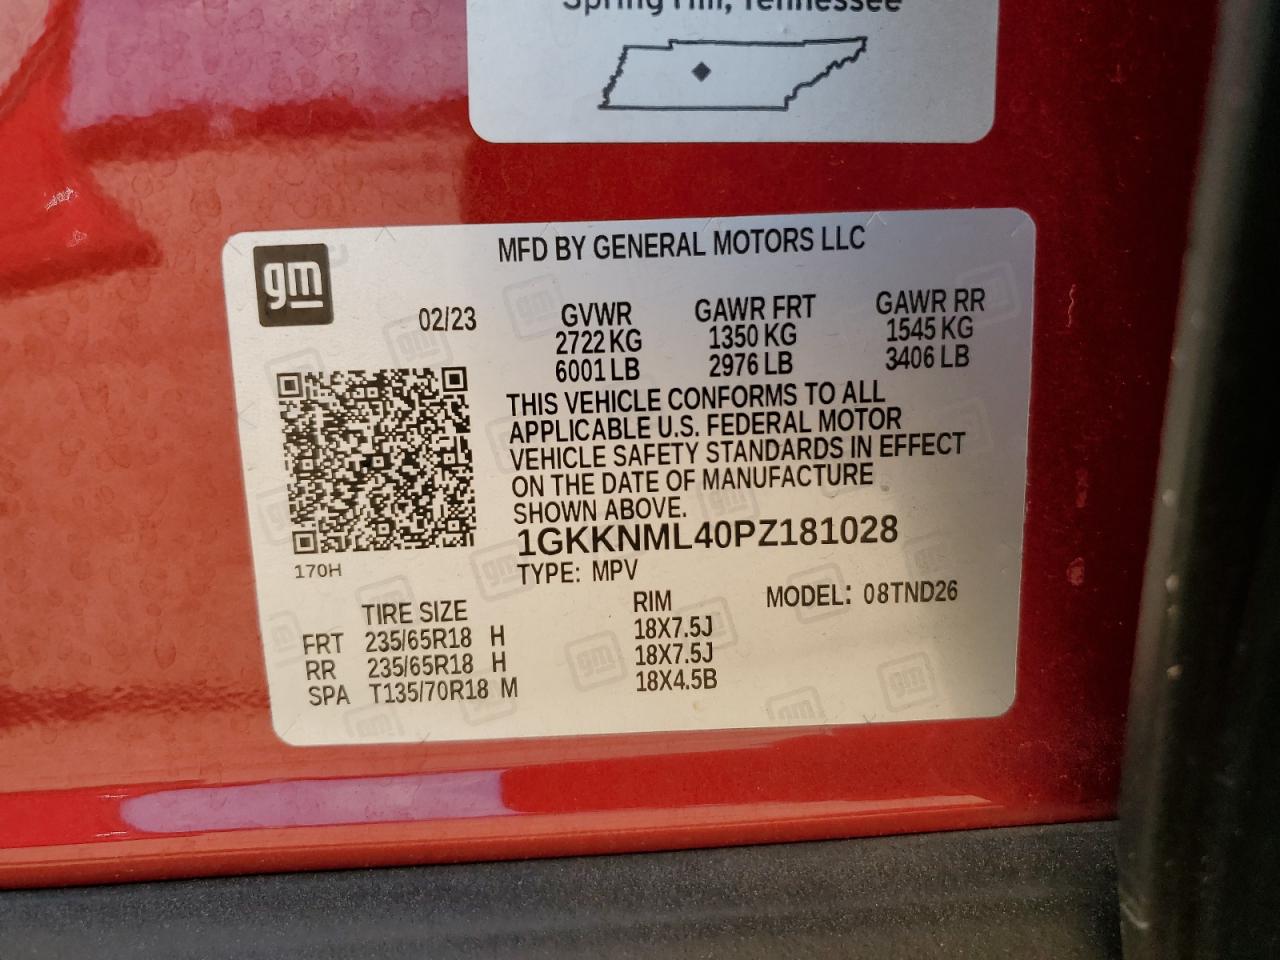 Spring Hill, Tennessee
gm
MFD BY GENERAL MOTORS LLC
02/23
GVWR GAWR FRT GAWR RR
2722 KG 1350 KG 1545 KG
6001 LB 2976 LB 3406 LB
THIS VEHICLE CONFORMS TO ALL
APPLICABLE U.S. FEDERAL MOTOR
VEHICLE SAFETY STANDARDS IN EFFECT
ON THE DATE OF MANUFACTURE
SHOWN ABOVE.
1GKKNML40PZ181028
170H
TYPE: MPV MODEL: 08TND26
TIRE SIZE RIM
FRT 235/65R18 H 18X7.5J
RR 235/65R18 H 18X7.5J
SPA T135/70R18 M 18X4.5B